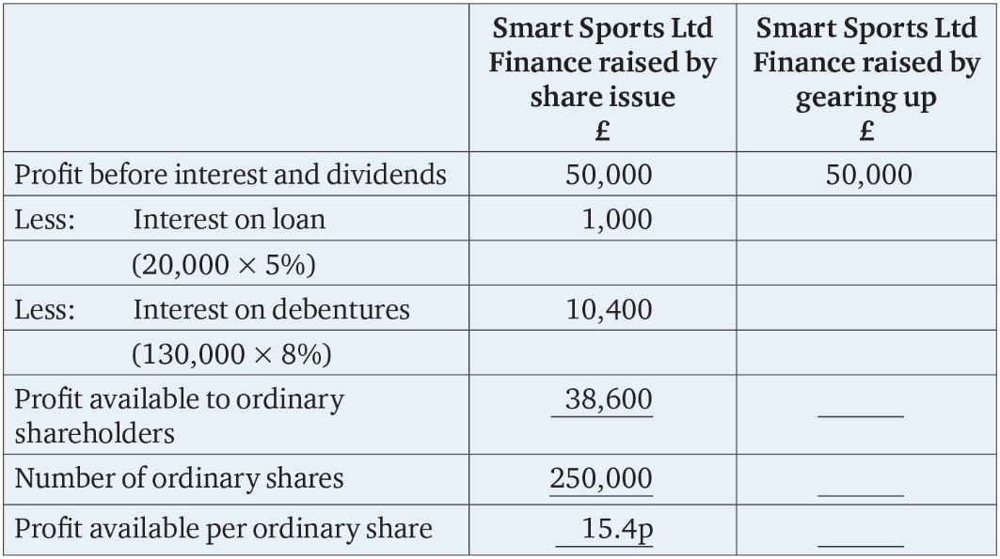 Smart Sports Ltd
Finance raised by
share issue
£
Smart Sports Ltd
Finance raised by
gearing up
£
Profit before interest and dividends 50,000 50,000
Less: Interest on loan 1,000
(20,000 × 5%)
Less: Interest on debentures 10,400
(130,000 × 8%)
Profit available to ordinary
shareholders 38,600
Number of ordinary shares 250,000
Profit available per ordinary share 15.4p